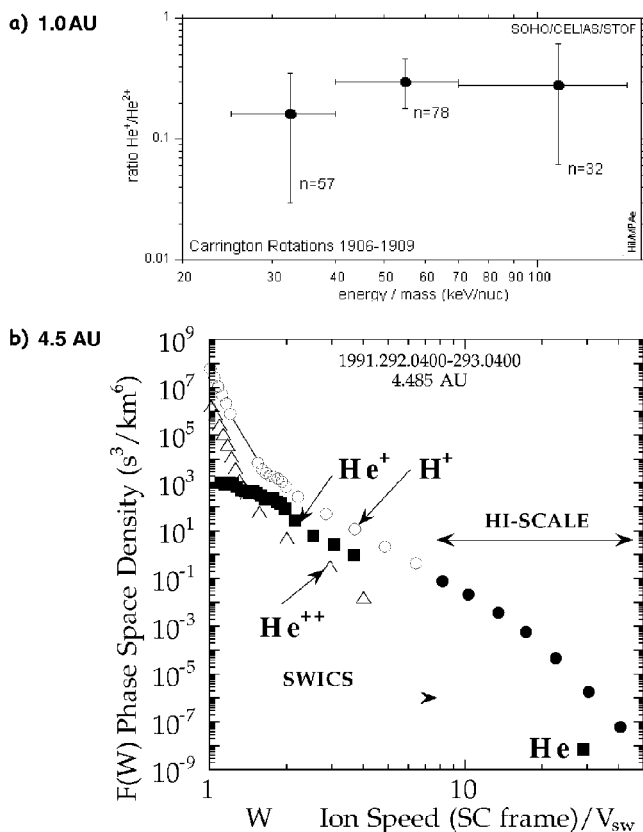 a) 1.0 AU
SOHO/CELIAS/STOF
ratio He⁺/He²⁺
1
0.1
0.01
n=57
n=78
n=32
Carrington Rotations 1906-1909
20 30 40 50 60 70 80 90 100
energy / mass (keV/nuc)
b) 4.5 AU
F(W) Phase Space Density (s³/km⁶)
10⁹
10⁷
10⁵
10³
10¹
10⁻¹
10⁻³
10⁻⁵
10⁻⁷
10⁻⁹
1991.292.0400-293.0400
4.485 AU
He⁺
H⁺
HI-SCALE
He⁺⁺
SWICS
He
1 10
W Ion Speed (SC frame)/Vsw